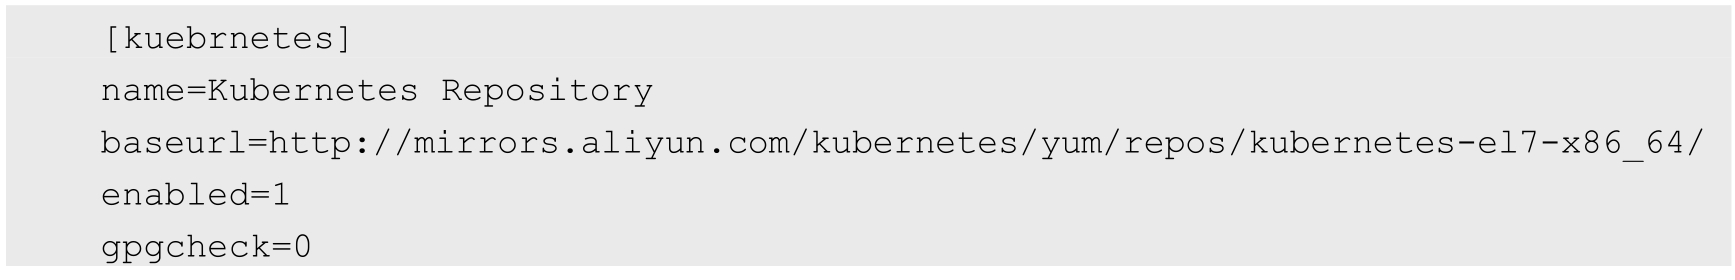 [kuebrnetes]
name=Kubernetes Repository
baseurl=http://mirrors.aliyun.com/kubernetes/yum/repos/kubernetes-el7-x86_64/
enabled=1
gpgcheck=0